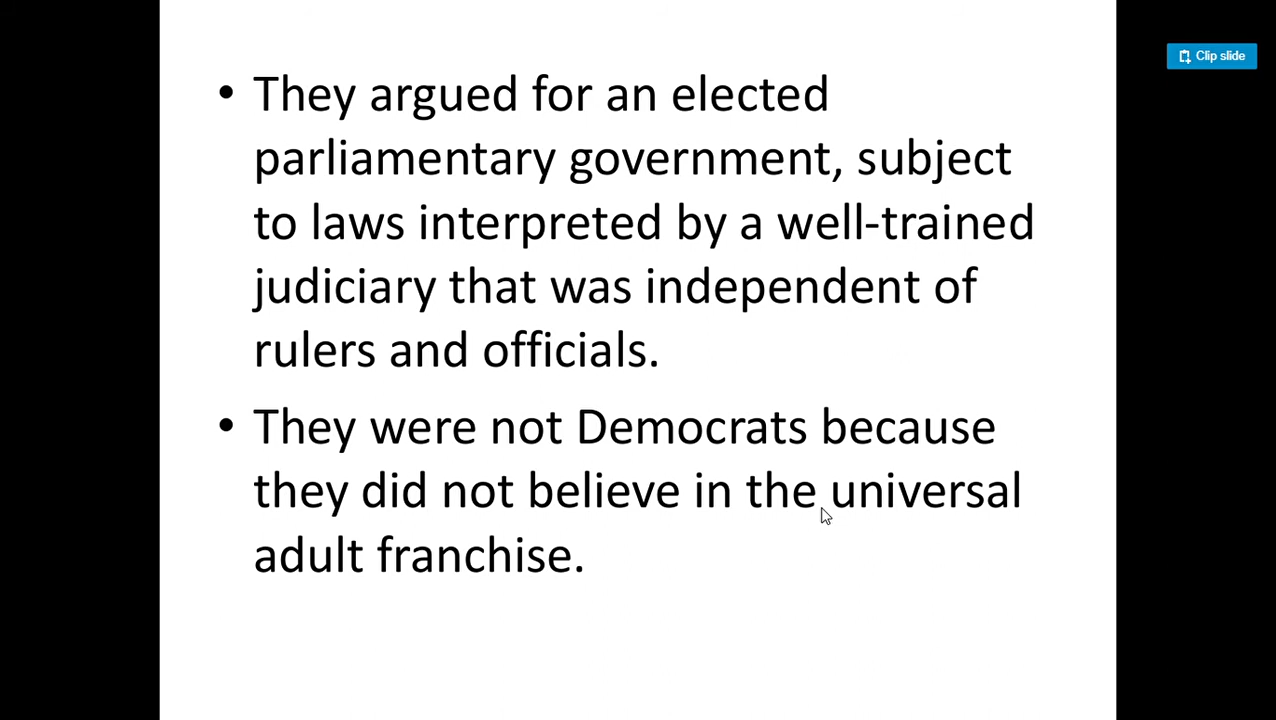 Clip slide
• They argued for an elected
parliamentary government, subject
to laws interpreted by a well-trained
judiciary that was independent of
rulers and officials.
• They were not Democrats because
they did not believe in the universal
adult franchise.